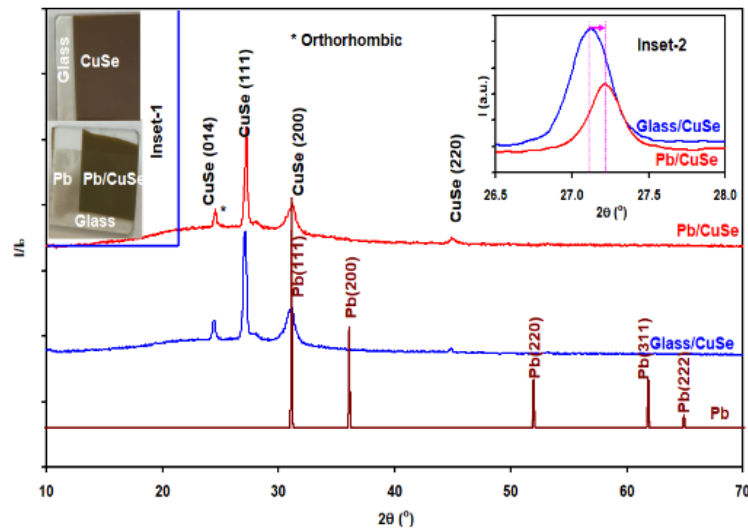 Glass
CuSe
Pb
Pb/CuSe
Glass
Inset-1
* Orthorhombic
CuSe (014)
*
CuSe (111)
CuSe (200)
CuSe (220)
Pb/CuSe
Pb(111)
Pb(200)
Pb(220)
Pb(311)
Pb(222)
Glass/CuSe
Pb
Inset-2
Glass/CuSe
Pb/CuSe
I (a.u.)
26.5 27.0 27.5 28.0
2θ (°)
10 20 30 40 50 60 70
2θ (°)